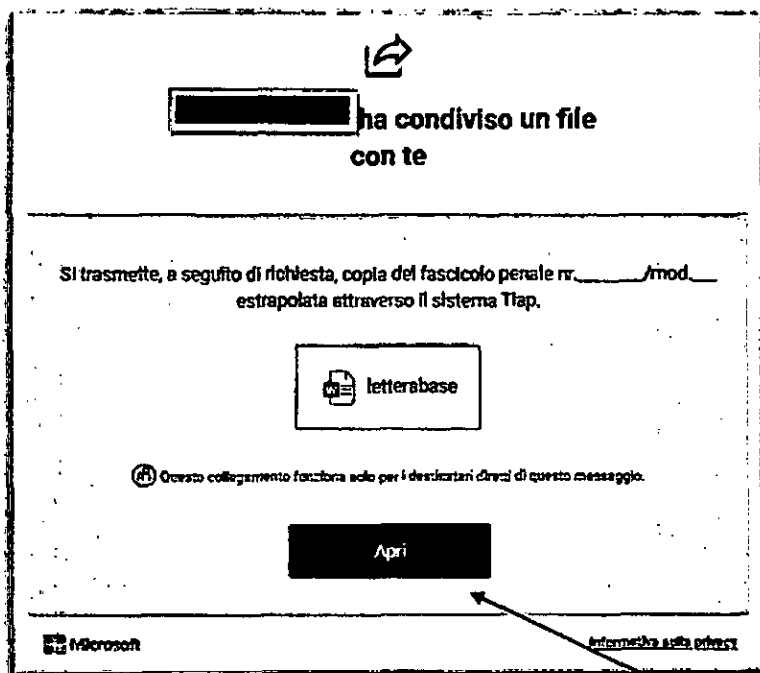 ha condiviso un file
con te
Si trasmette, a seguito di richiesta, copia del fascicolo penale nr.______/mod.__
estrapolata attraverso il sistema Tiap.
letterabase
Questo collegamento funziona solo per i destinatari diretti di questo messaggio.
Apri
Microsoft
Informativa sulla privacy